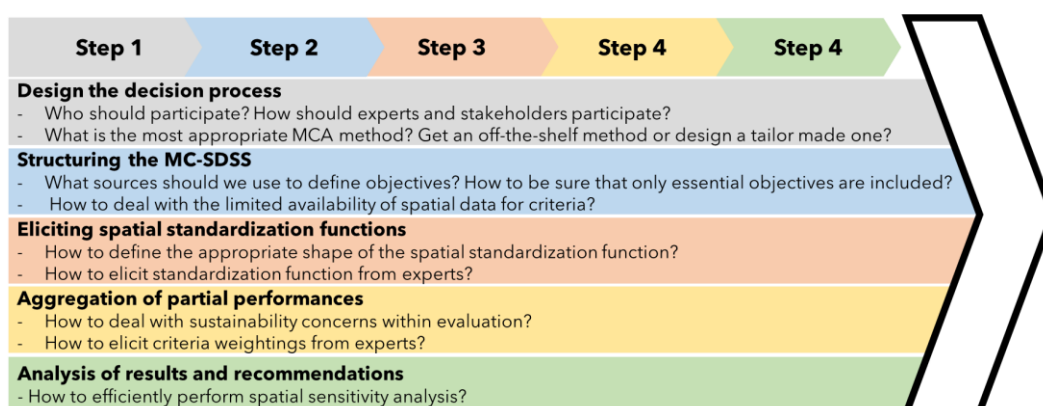 Step 1 Step 2 Step 3 Step 4 Step 4
Design the decision process
- Who should participate? How should experts and stakeholders participate?
- What is the most appropriate MCA method? Get an off-the-shelf method or design a tailor made one?
Structuring the MC-SDSS
- What sources should we use to define objectives? How to be sure that only essential objectives are included?
- How to deal with the limited availability of spatial data for criteria?
Eliciting spatial standardization functions
- How to define the appropriate shape of the spatial standardization function?
- How to elicit standardization function from experts?
Aggregation of partial performances
- How to deal with sustainability concerns within evaluation?
- How to elicit criteria weightings from experts?
Analysis of results and recommendations
- How to efficiently perform spatial sensitivity analysis?